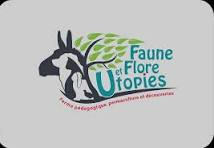 Faune
et Flore
Utopies
Ferme pédagogique, permaculture et découvertes